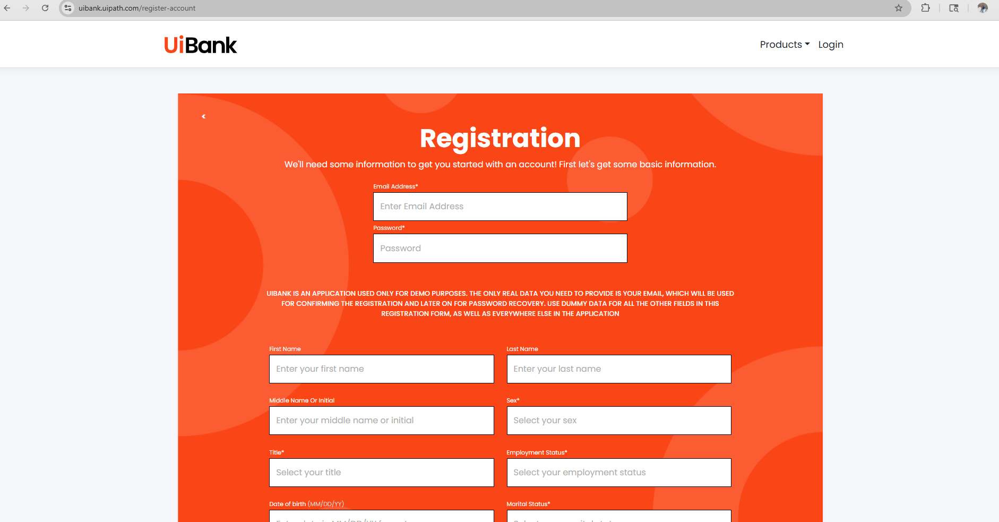 uibank.uipath.com/register-account
UiBank
Products Login
<
Registration
We'll need some information to get you started with an account! First let's get some basic information.
Email Address*
Enter Email Address
Password*
Password
UIBANK IS AN APPLICATION USED ONLY FOR DEMO PURPOSES. THE ONLY REAL DATA YOU NEED TO PROVIDE IS YOUR EMAIL, WHICH WILL BE USED
FOR CONFIRMING THE REGISTRATION AND LATER ON FOR PASSWORD RECOVERY. USE DUMMY DATA FOR ALL THE OTHER FIELDS IN THIS
REGISTRATION FORM, AS WELL AS EVERYWHERE ELSE IN THE APPLICATION
First Name Last Name
Enter your first name Enter your last name
Middle Name Or Initial Sex*
Enter your middle name or initial Select your sex
Title* Employment Status*
Select your title Select your employment status
Date of birth (MM/DD/YY) Marital Status*